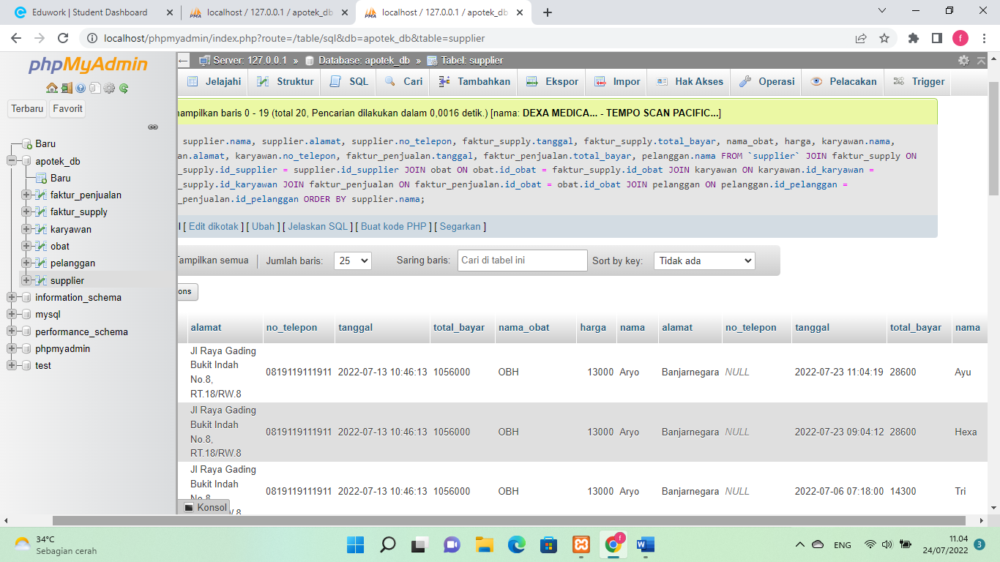 Eduwork | Student Dashboard
localhost / 127.0.0.1 / apotek_db
localhost / 127.0.0.1 / apotek_db
localhost/phpmyadmin/index.php?route=/table/sql&db=apotek_db&table=supplier
f
phpMyAdmin
Terbaru Favorit
Baru
apotek_db
Baru
faktur_penjualan
faktur_supply
karyawan
obat
pelanggan
supplier
information_schema
mysql
performance_schema
phpmyadmin
test
Server: 127.0.0.1 » Database: apotek_db » Tabel: supplier
Jelajahi Struktur SQL Cari Tambahkan Ekspor Impor Hak Akses Operasi Pelacakan Trigger
ampilkan baris 0 - 19 (total 20, Pencarian dilakukan dalam 0,0016 detik.) [nama: DEXA MEDICA... - TEMPO SCAN PACIFIC...]
supplier.nama, supplier.alamat, supplier.no_telepon, faktur_supply.tanggal, faktur_supply.total_bayar, nama_obat, harga, karyawan.nama,
an.alamat, karyawan.no_telepon, faktur_penjualan.tanggal, faktur_penjualan.total_bayar, pelanggan.nama FROM `supplier` JOIN faktur_supply ON
_supply.id_supplier = supplier.id_supplier JOIN obat ON obat.id_obat = faktur_supply.id_obat JOIN karyawan ON karyawan.id_karyawan =
_supply.id_karyawan JOIN faktur_penjualan ON faktur_penjualan.id_obat = obat.id_obat JOIN pelanggan ON pelanggan.id_pelanggan =
_penjualan.id_pelanggan ORDER BY supplier.nama;
l [ Edit dikotak ] [ Ubah ] [ Jelaskan SQL ] [ Buat kode PHP ] [ Segarkan ]
Tampilkan semua Jumlah baris: 25 Saring baris: Cari di tabel ini Sort by key: Tidak ada
ons
alamat no_telepon tanggal total_bayar nama_obat harga nama alamat no_telepon tanggal total_bayar nama
Jl Raya Gading
Bukit Indah
No.8,
RT.18/RW.8
0819119111911 2022-07-13 10:46:13 1056000 OBH 13000 Aryo Banjarnegara NULL 2022-07-23 11:04:19 28600 Ayu
Jl Raya Gading
Bukit Indah
No.8,
RT.18/RW.8
0819119111911 2022-07-13 10:46:13 1056000 OBH 13000 Aryo Banjarnegara NULL 2022-07-23 09:04:12 28600 Hexa
Jl Raya Gading
Bukit Indah
No.8,
0819119111911 2022-07-13 10:46:13 1056000 OBH 13000 Aryo Banjarnegara NULL 2022-07-06 07:18:00 14300 Tri
Konsol
34°C
Sebagian cerah
f
ENG
11.04
24/07/2022
3